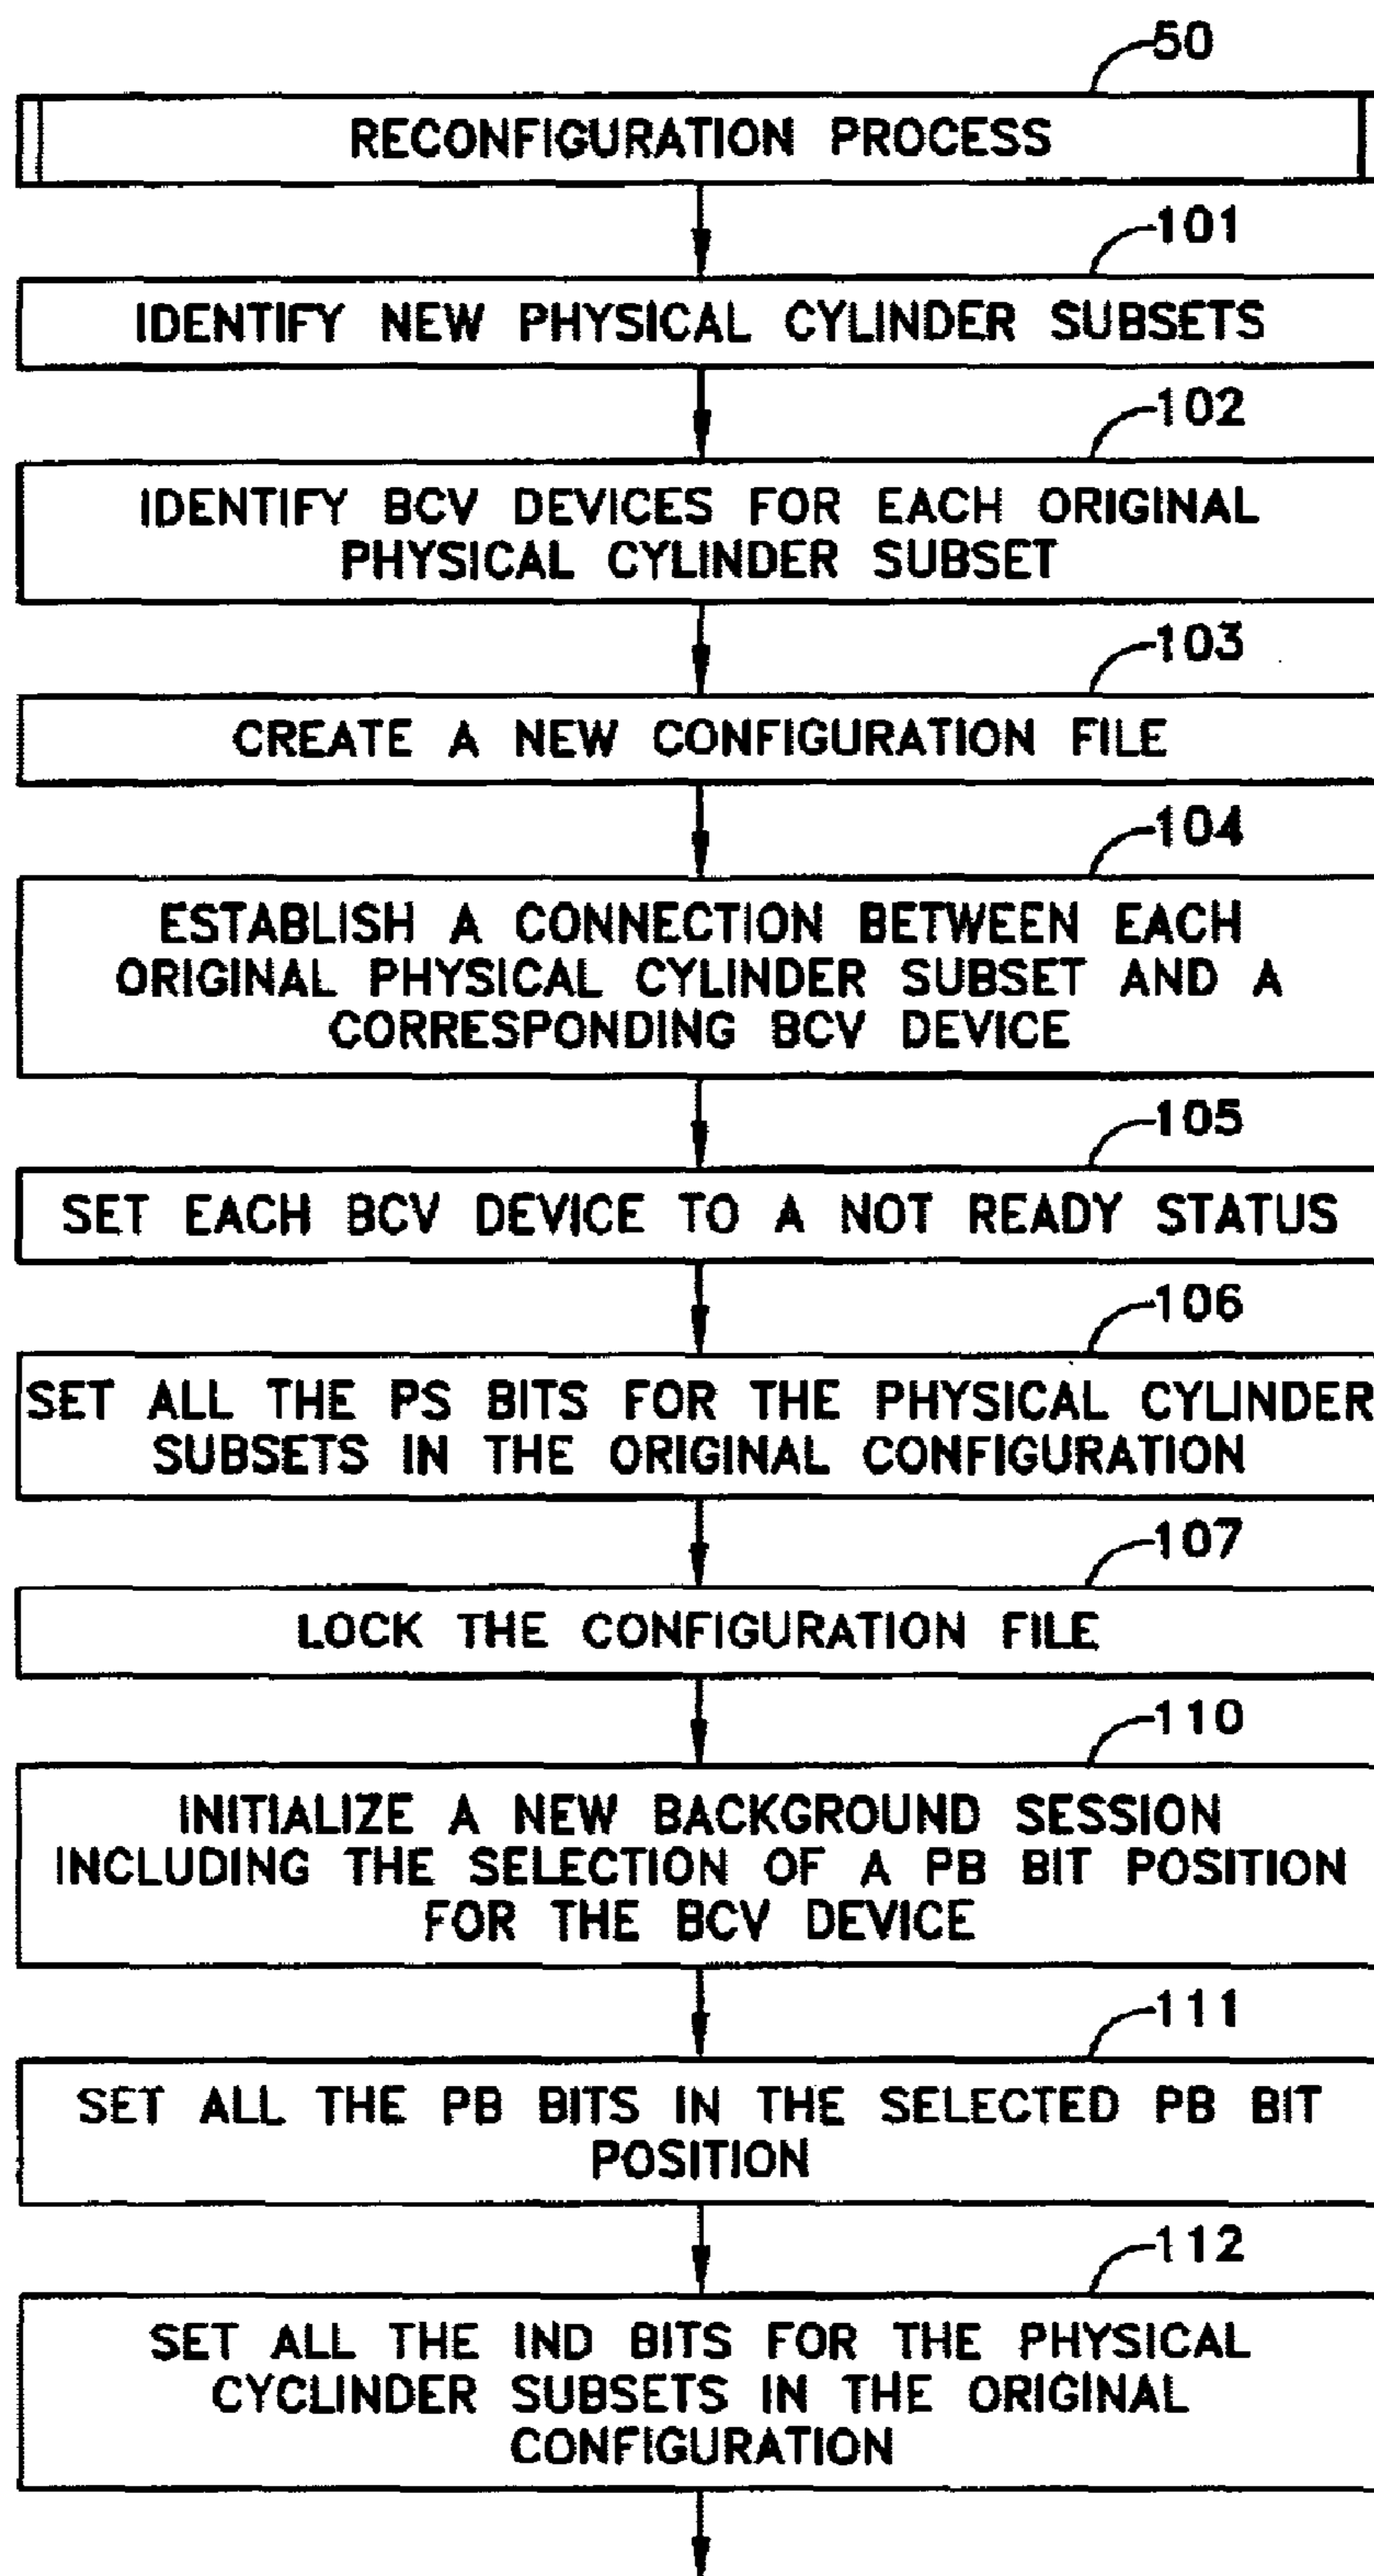 50
RECONFIGURATION PROCESS
101
IDENTIFY NEW PHYSICAL CYLINDER SUBSETS
102
IDENTIFY BCV DEVICES FOR EACH ORIGINAL
PHYSICAL CYLINDER SUBSET
103
CREATE A NEW CONFIGURATION FILE
104
ESTABLISH A CONNECTION BETWEEN EACH
ORIGINAL PHYSICAL CYLINDER SUBSET AND A
CORRESPONDING BCV DEVICE
105
SET EACH BCV DEVICE TO A NOT READY STATUS
106
SET ALL THE PS BITS FOR THE PHYSICAL CYLINDER
SUBSETS IN THE ORIGINAL CONFIGURATION
107
LOCK THE CONFIGURATION FILE
110
INITIALIZE A NEW BACKGROUND SESSION
INCLUDING THE SELECTION OF A PB BIT POSITION
FOR THE BCV DEVICE
111
SET ALL THE PB BITS IN THE SELECTED PB BIT
POSITION
112
SET ALL THE IND BITS FOR THE PHYSICAL
CYCLINDER SUBSETS IN THE ORIGINAL
CONFIGURATION